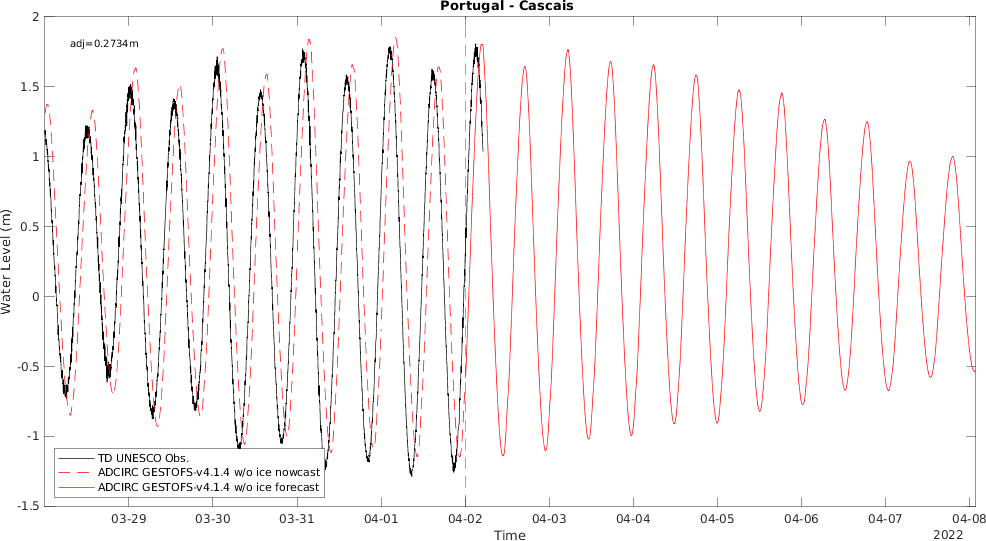 Portugal - Cascais
adj=0.2734m
Water Level (m)
2
1.5
1
0.5
0
-0.5
-1
-1.5
TD UNESCO Obs.
ADCIRC GESTOFS-v4.1.4 w/o ice nowcast
ADCIRC GESTOFS-v4.1.4 w/o ice forecast
03-29 03-30 03-31 04-01 04-02 04-03 04-04 04-05 04-06 04-07 04-08
Time
2022